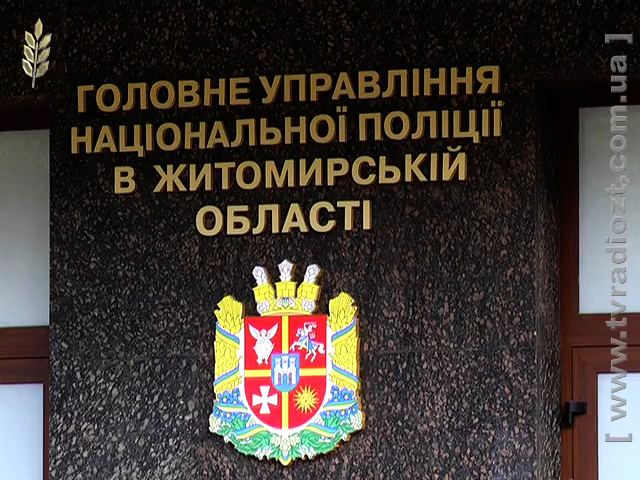 ГОЛОВНЕ УПРАВЛІННЯ
НАЦІОНАЛЬНОЇ ПОЛІЦІЇ
В ЖИТОМИРСЬКІЙ
ОБЛАСТІ
[ www.tvradiozt.com.ua ]